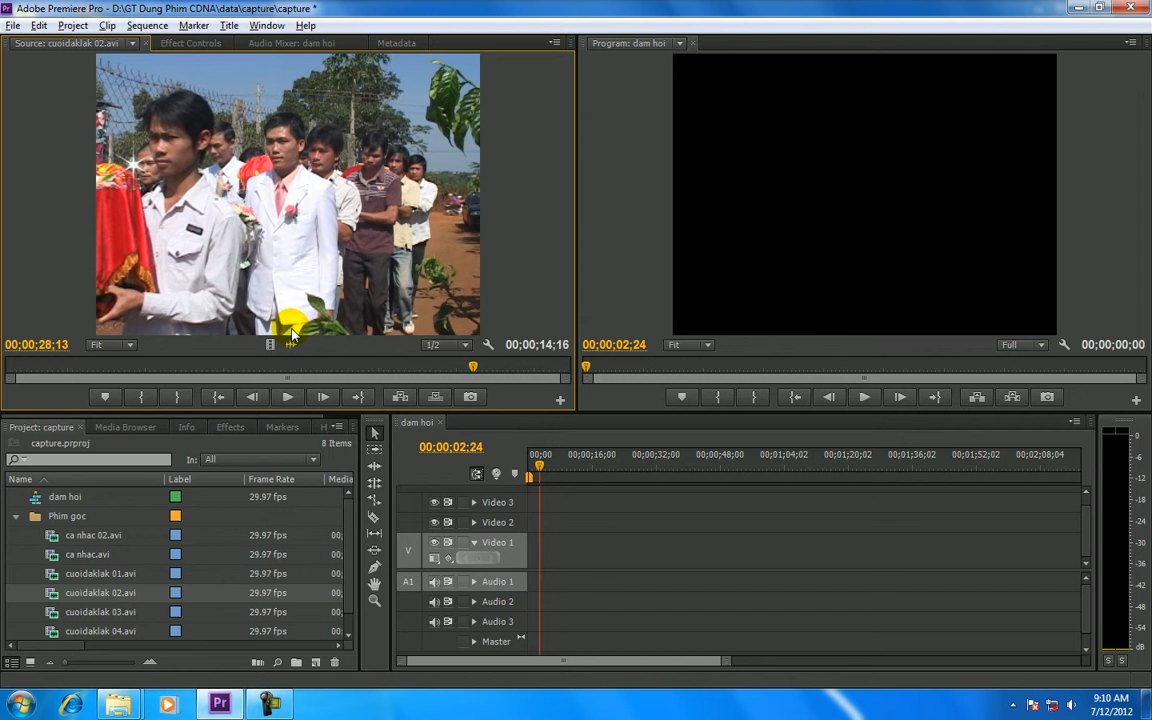 Adobe Premiere Pro - D:\GT Dung Phim CDNA\data\capture\capture *
File Edit Project Clip Sequence Marker Title Window Help
Source: cuoidaklak 02.avi Effect Controls Audio Mixer: dam hoi Metadata
Program: dam hoi
00;00;28;13 Fit 1/2 00;00;14;16
00;00;02;24 Fit Full 00;00;00;00
Project: capture Media Browser Info Effects Markers H
capture.prproj 8 Items
In: All
Name Label Frame Rate Media
dam hoi 29.97 fps
Phim goc
ca nhac 02.avi 29.97 fps 00;
ca nhac.avi 29.97 fps 00;
cuoidaklak 01.avi 29.97 fps 00;
cuoidaklak 02.avi 29.97 fps 00;
cuoidaklak 03.avi 29.97 fps 00;
cuoidaklak 04.avi 29.97 fps 00;
dam hoi
00;00;02;24
00;00 00;00;16;00 00;00;32;00 00;00;48;00 00;01;04;02 00;01;20;02 00;01;36;02 00;01;52;02 00;02;08;04
Video 3
Video 2
V Video 1
A1 Audio 1
Audio 2
Audio 3
Master
0
-6
-12
-18
-24
-30
-36
-42
-48
-54
dB
S S
Pr
9:10 AM
7/12/2012